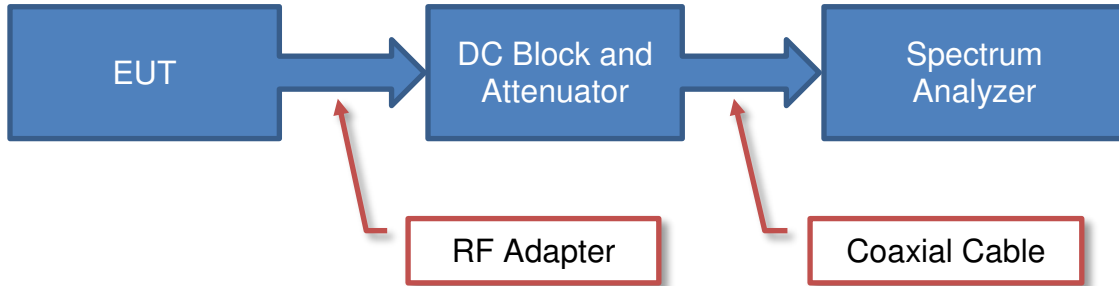 EUT
DC Block and
Attenuator
Spectrum
Analyzer
RF Adapter
Coaxial Cable